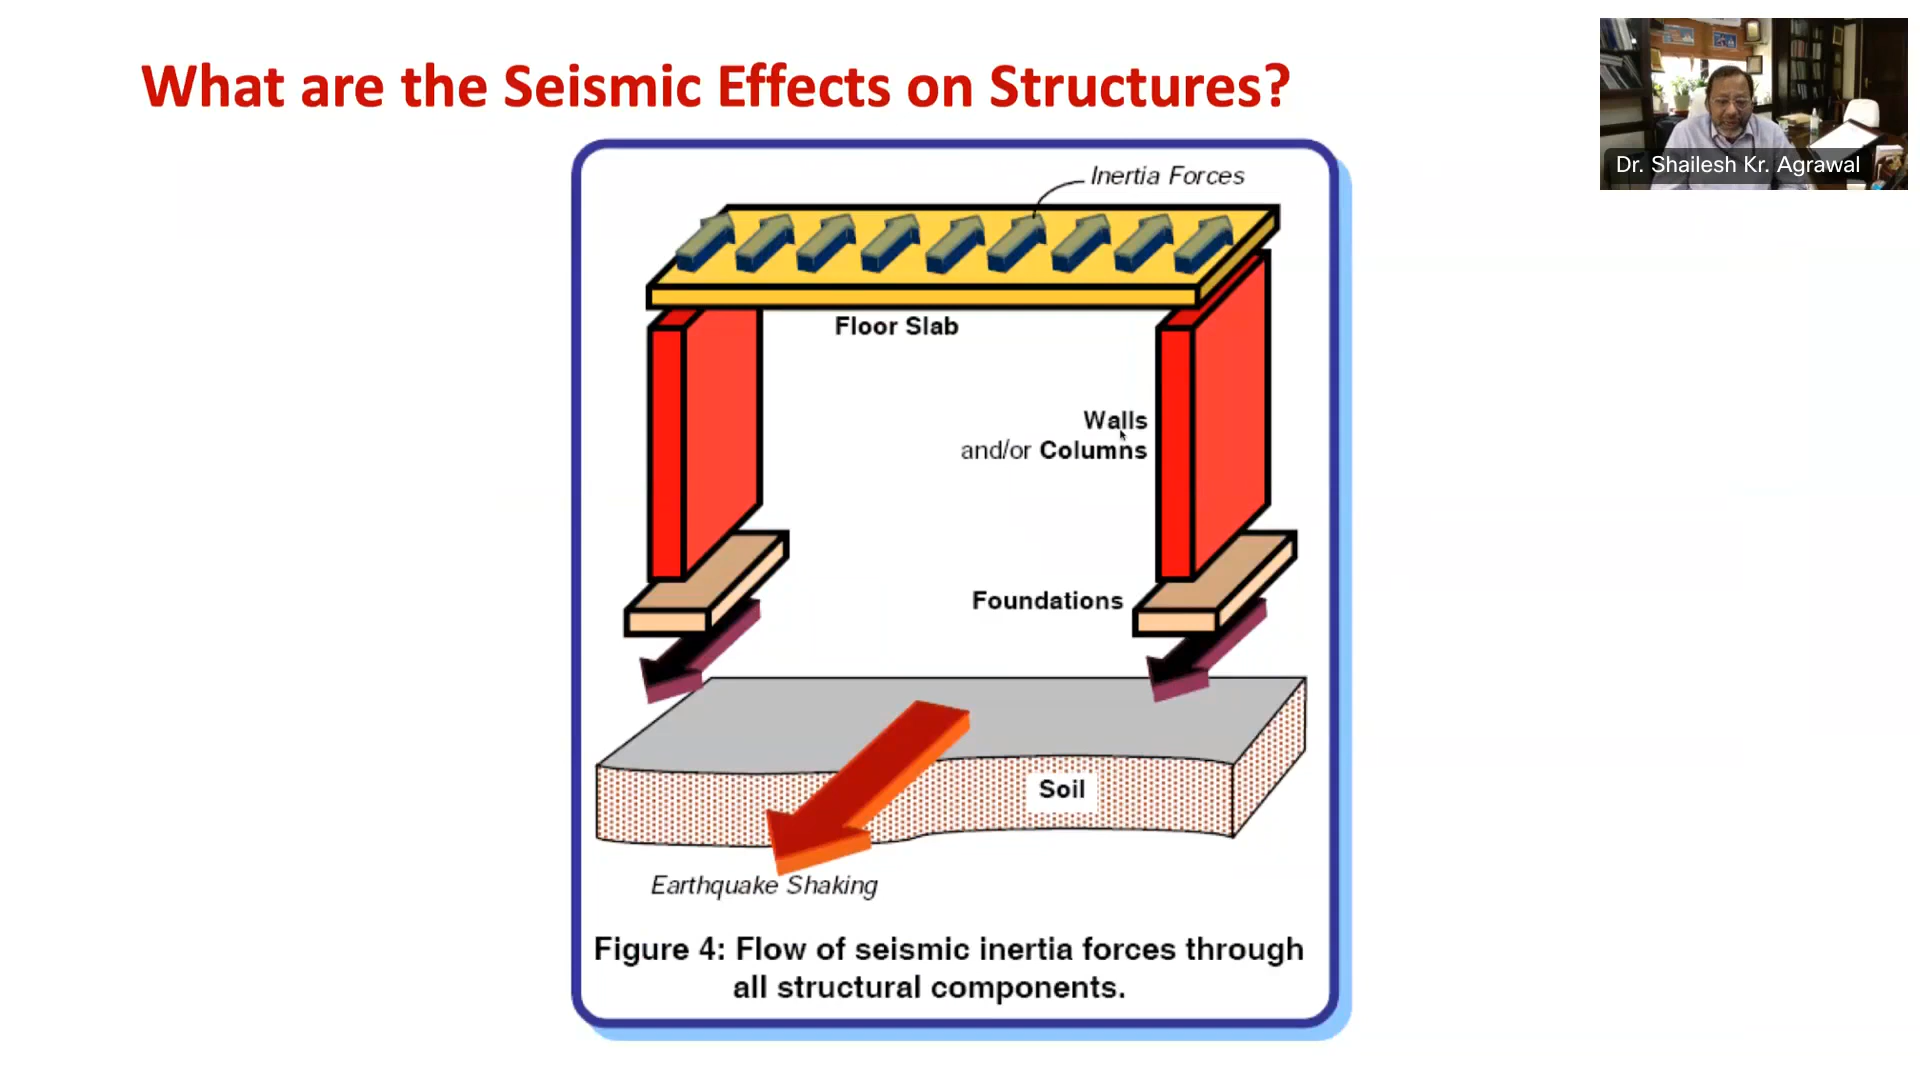 What are the Seismic Effects on Structures?
Dr. Shailesh Kr. Agrawal
Inertia Forces
Floor Slab
Walls
and/or Columns
Foundations
Soil
Earthquake Shaking
Figure 4: Flow of seismic inertia forces through
all structural components.